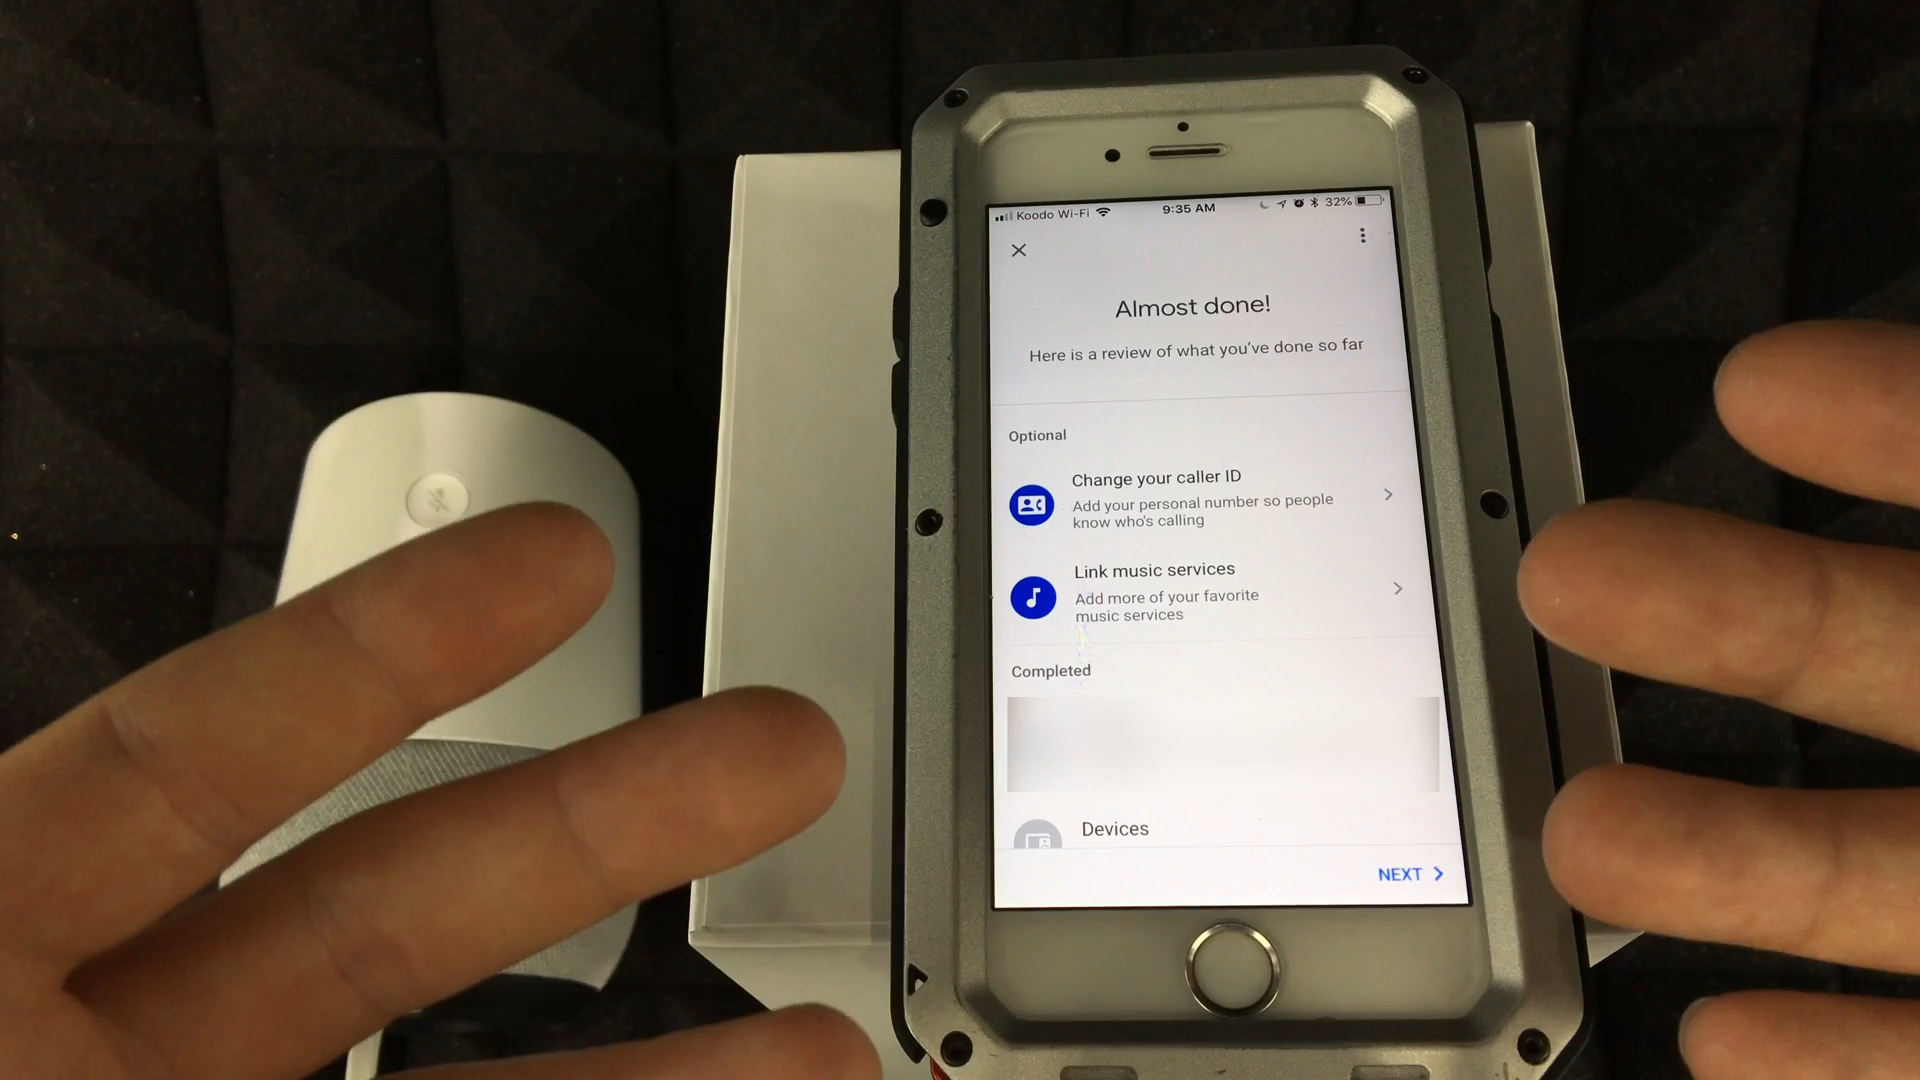 Koodo Wi-Fi 9:35 AM 32%
Almost done!
Here is a review of what you've done so far
Optional
Change your caller ID
Add your personal number so people
know who's calling
Link music services
Add more of your favorite
music services
Completed
Devices
NEXT